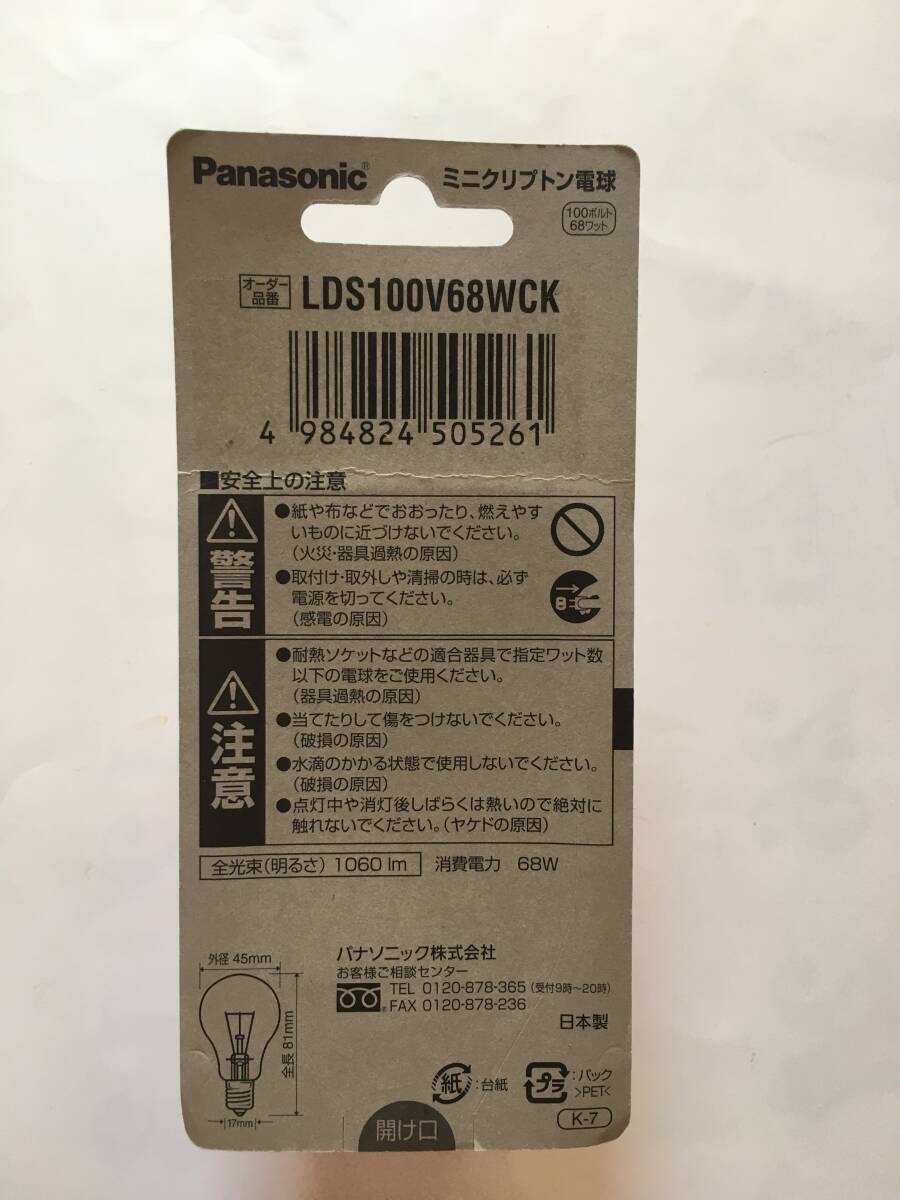 Panasonic®
ミニクリプトン電球
100ボルト
68ワット
オーダー
品番
LDS100V68WCK
4 984824 505261
■安全上の注意
警告
●紙や布などでおおったり、燃えやす
いものに近づけないでください。
(火災・器具過熱の原因)
●取付け・取外しや清掃の時は、必ず
電源を切ってください。
(感電の原因)
注意
●耐熱ソケットなどの適合器具で指定ワット数
以下の電球をご使用ください。
(器具過熱の原因)
●当てたりして傷をつけないでください。
(破損の原因)
●水滴のかかる状態で使用しないでください。
(破損の原因)
●点灯中や消灯後しばらくは熱いので絶対に
触れないでください。(ヤケドの原因)
全光束(明るさ) 1060 lm 消費電力 68W
外径 45mm
全長 81mm
17mm
パナソニック株式会社
お客様ご相談センター
TEL 0120-878-365 (受付9時〜20時)
FAX 0120-878-236
日本製
紙 :台紙
プラ :パック
>PET<
K-7
開け口